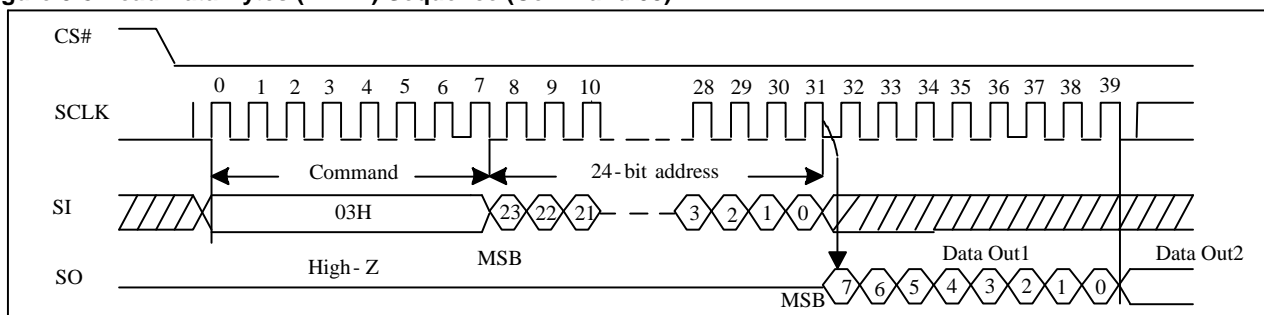 CS#
0 1 2 3 4 5 6 7 8 9 10 28 29 30 31 32 33 34 35 36 37 38 39
SCLK
Command 24-bit address
SI 03H 23 22 21 3 2 1 0
High-Z MSB Data Out1 Data Out2
SO MSB 7 6 5 4 3 2 1 0